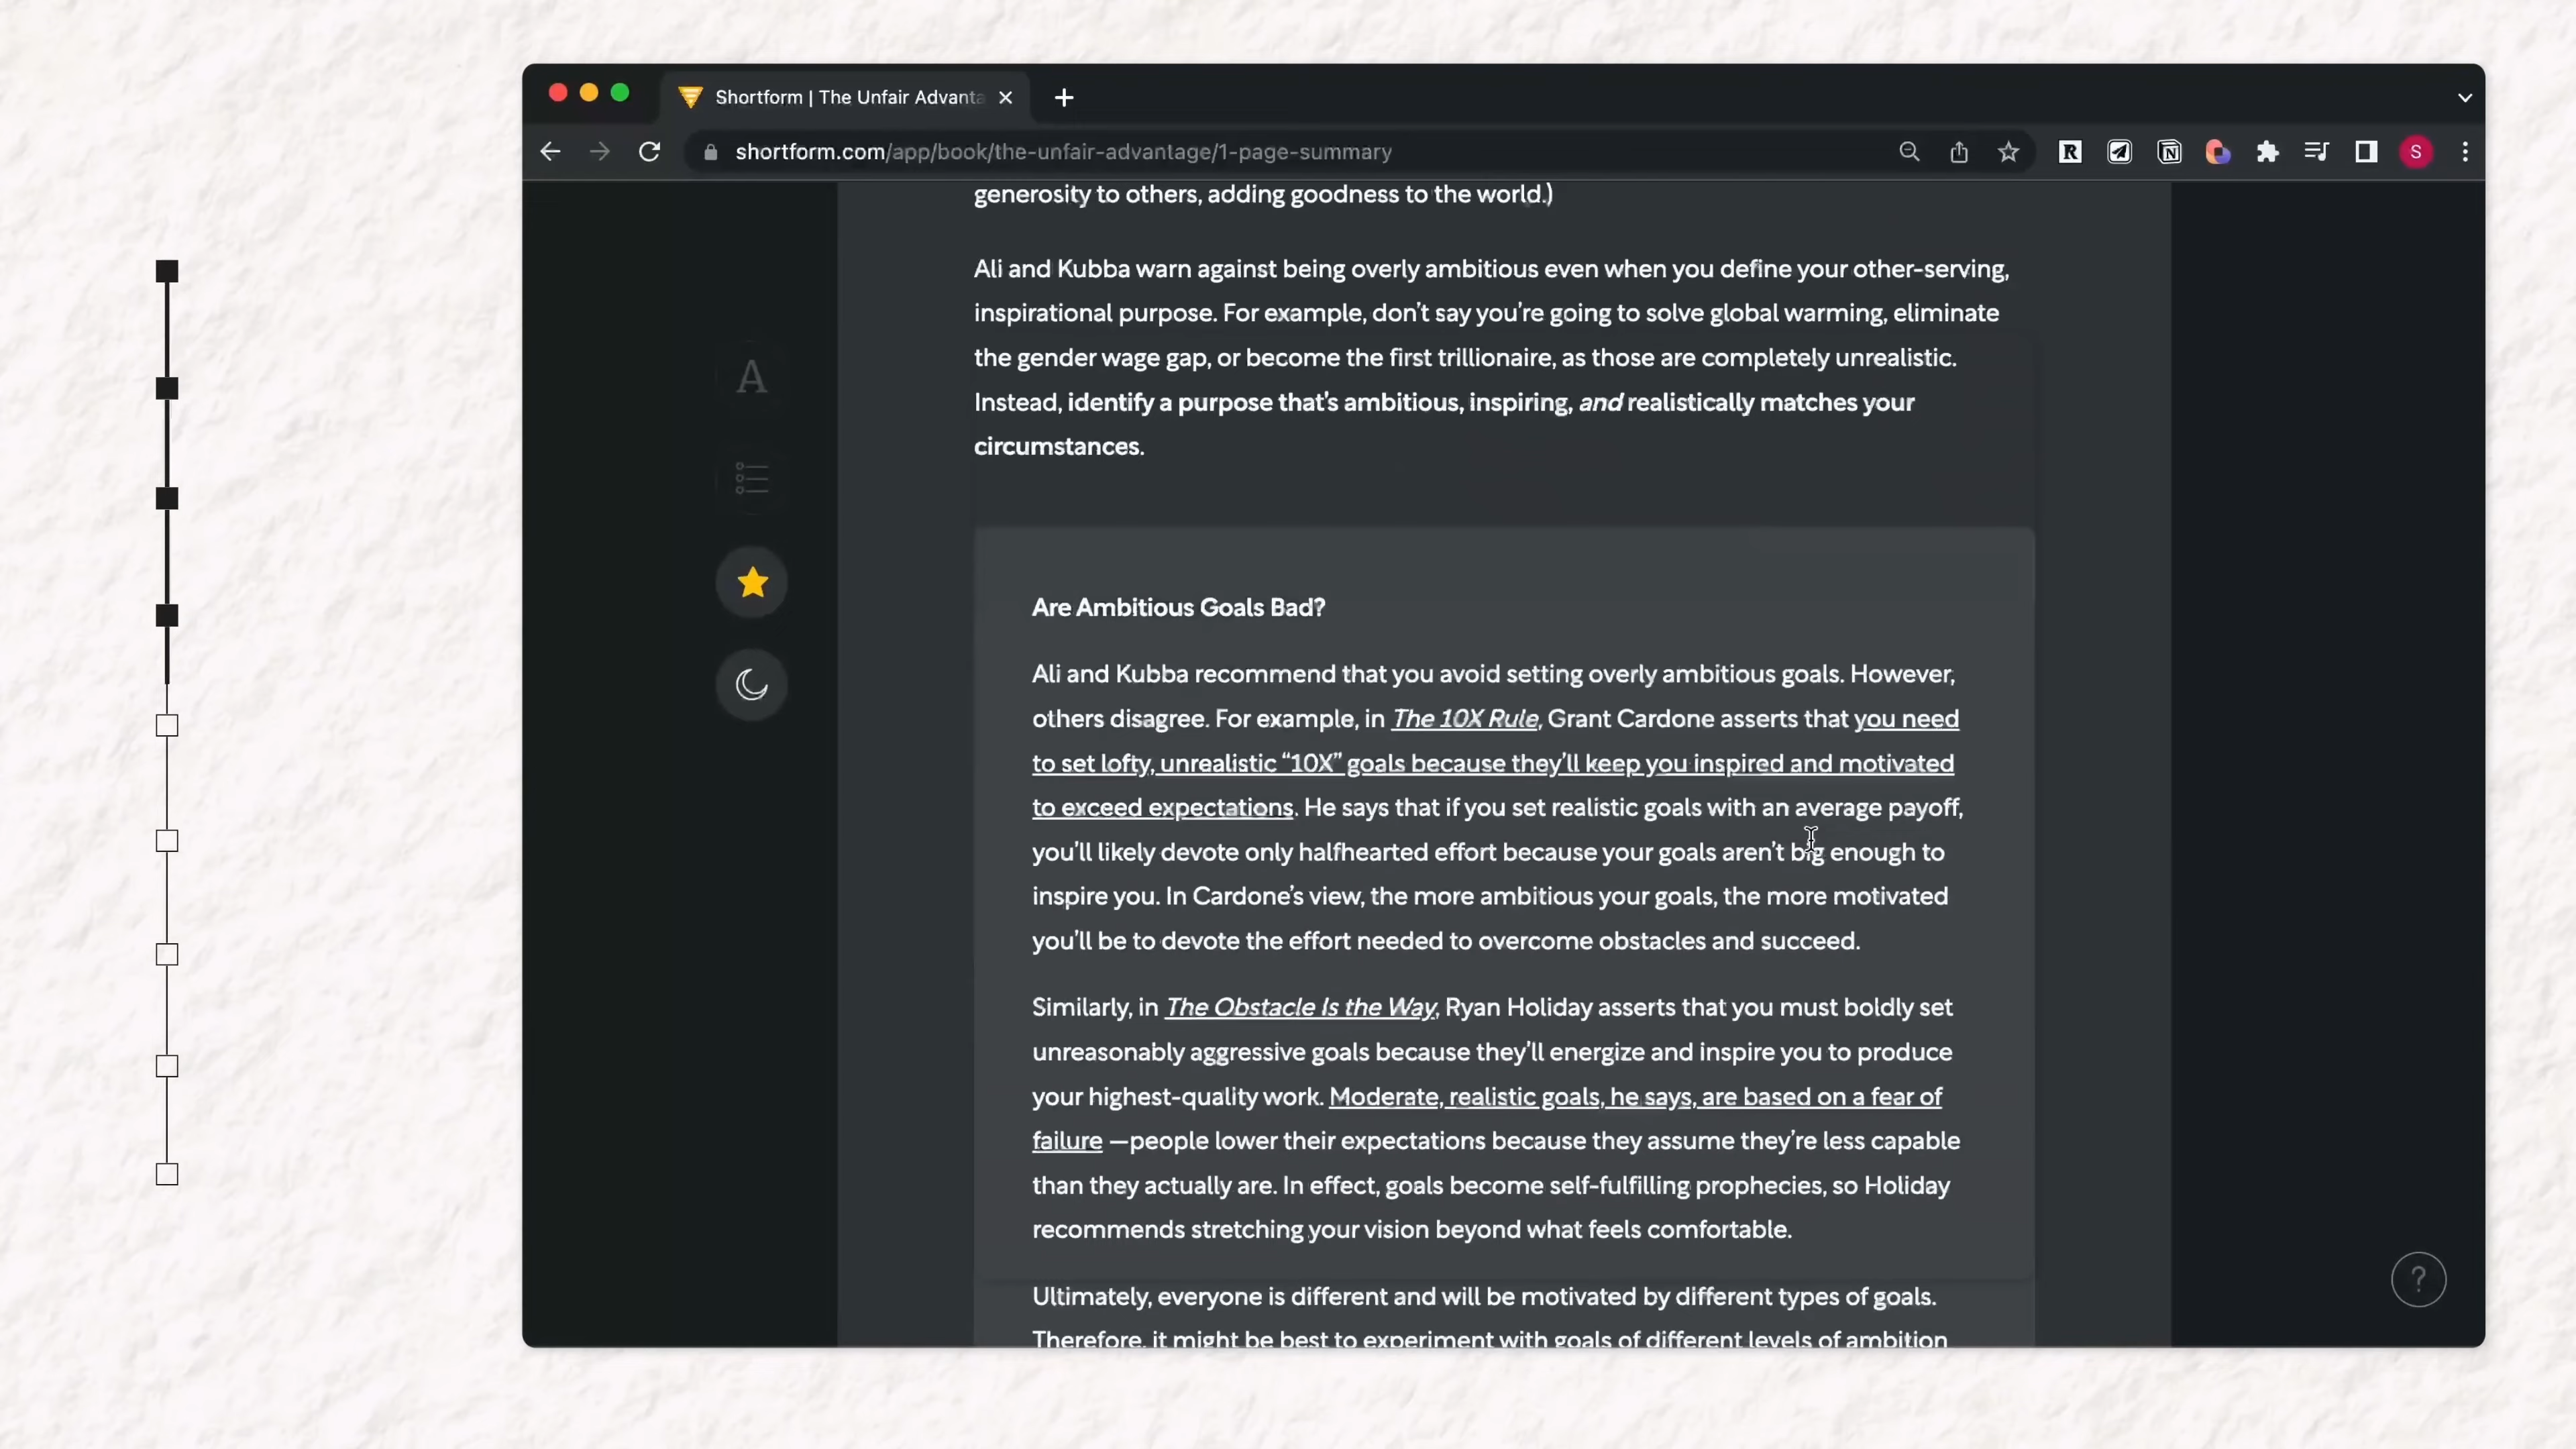 Shortform | The Unfair Advanta
shortform.com/app/book/the-unfair-advantage/1-page-summary
S
generosity to others, adding goodness to the world.)
Ali and Kubba warn against being overly ambitious even when you define your other-serving,
inspirational purpose. For example, don’t say you’re going to solve global warming, eliminate
the gender wage gap, or become the first trillionaire, as those are completely unrealistic.
Instead, identify a purpose that’s ambitious, inspiring, and realistically matches your
circumstances.
A
Are Ambitious Goals Bad?
Ali and Kubba recommend that you avoid setting overly ambitious goals. However,
others disagree. For example, in The 10X Rule, Grant Cardone asserts that you need
to set lofty, unrealistic “10X” goals because they’ll keep you inspired and motivated
to exceed expectations. He says that if you set realistic goals with an average payoff,
you’ll likely devote only halfhearted effort because your goals aren’t big enough to
inspire you. In Cardone’s view, the more ambitious your goals, the more motivated
you’ll be to devote the effort needed to overcome obstacles and succeed.
Similarly, in The Obstacle Is the Way, Ryan Holiday asserts that you must boldly set
unreasonably aggressive goals because they’ll energize and inspire you to produce
your highest-quality work. Moderate, realistic goals, he says, are based on a fear of
failure —people lower their expectations because they assume they’re less capable
than they actually are. In effect, goals become self-fulfilling prophecies, so Holiday
recommends stretching your vision beyond what feels comfortable.
Ultimately, everyone is different and will be motivated by different types of goals.
Therefore, it might be best to experiment with goals of different levels of ambition
?